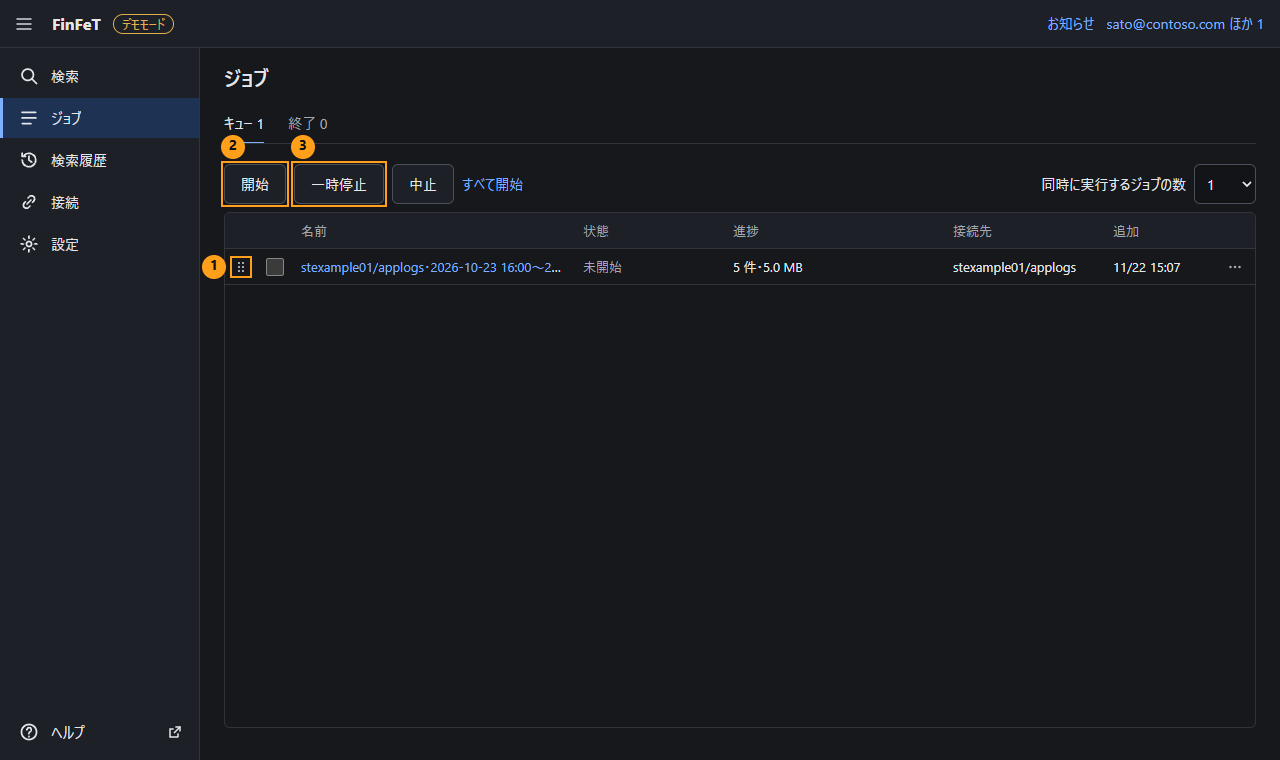 FinFeT デモモード お知らせ sato@contoso.com ほか 1
検索
ジョブ
検索履歴
接続
設定
ヘルプ
ジョブ
キュー 1 終了 0
2 3
開始 一時停止 中止 すべて開始 同時に実行するジョブの数 1
名前 状態 進捗 接続先 追加
1 stexample01/applogs・2026-10-23 16:00～2... 未開始 5 件・5.0 MB stexample01/applogs 11/22 15:07 ...